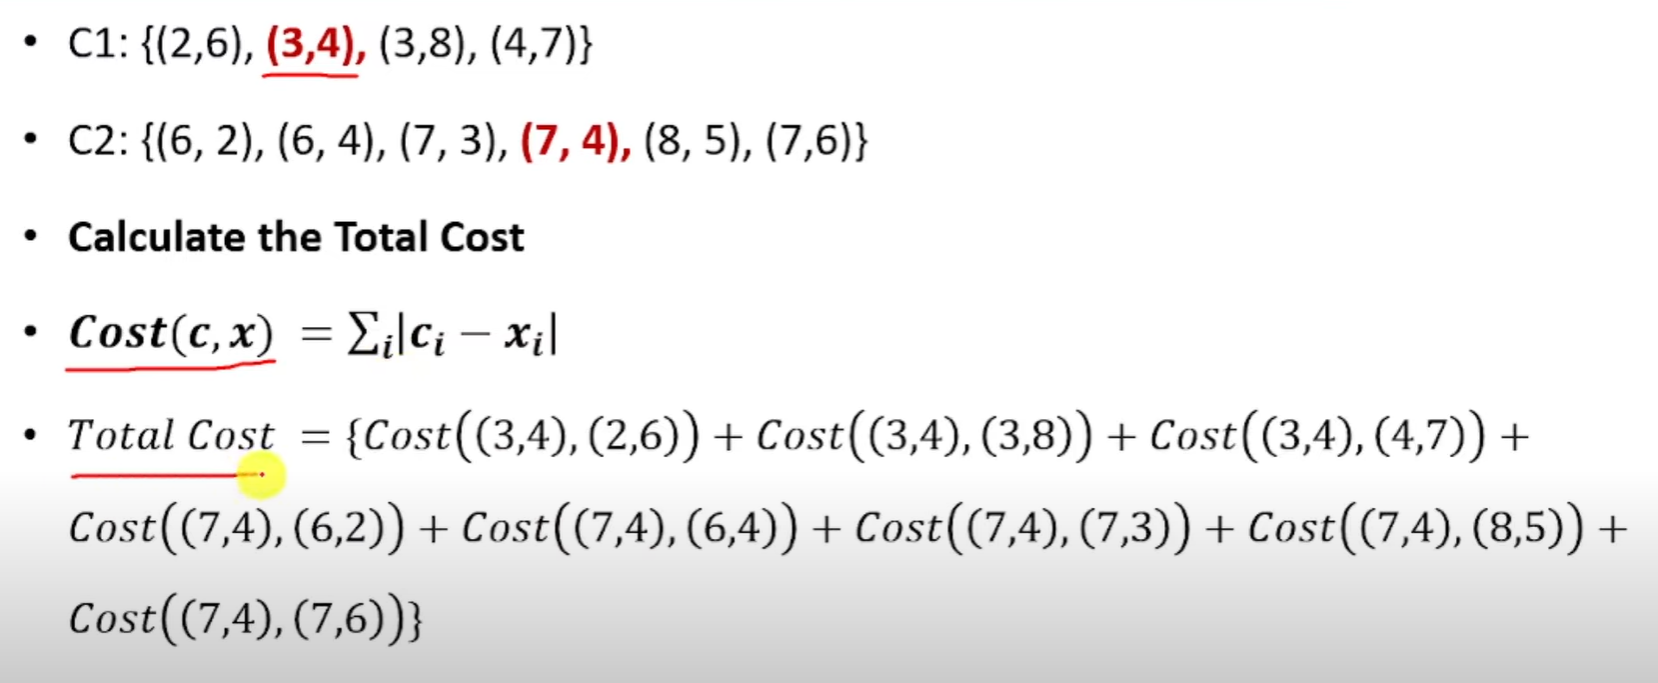 • C1: {(2,6), (3,4), (3,8), (4,7)}
• C2: {(6, 2), (6, 4), (7, 3), (7, 4), (8, 5), (7,6)}
• Calculate the Total Cost
• Cost(c, x) = ∑ᵢ|cᵢ − xᵢ|
• Total Cost = {Cost((3,4), (2,6)) + Cost((3,4), (3,8)) + Cost((3,4), (4,7)) +
Cost((7,4), (6,2)) + Cost((7,4), (6,4)) + Cost((7,4), (7,3)) + Cost((7,4), (8,5)) +
Cost((7,4), (7,6))}